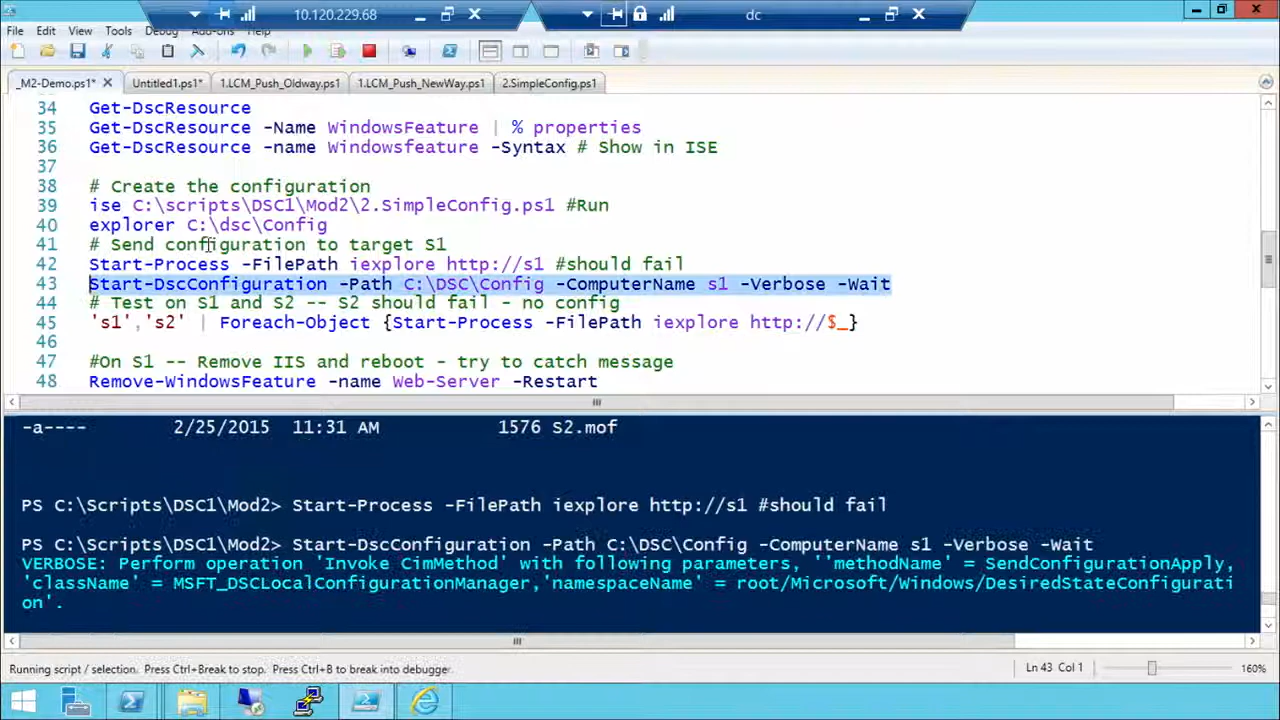 10.120.229.68
dc
File Edit View Tools Debug Add-ons Help
_M2-Demo.ps1* Untitled1.ps1* 1.LCM_Push_Oldway.ps1 1.LCM_Push_NewWay.ps1 2.SimpleConfig.ps1
34 Get-DscResource
35 Get-DscResource -Name WindowsFeature | % properties
36 Get-DscResource -name Windowsfeature -Syntax # Show in ISE
37
38 # Create the configuration
39 ise C:\scripts\DSC1\Mod2\2.SimpleConfig.ps1 #Run
40 explorer C:\dsc\Config
41 # Send configuration to target S1
42 Start-Process -FilePath iexplore http://s1 #should fail
43 Start-DscConfiguration -Path C:\DSC\Config -ComputerName s1 -Verbose -Wait
44 # Test on S1 and S2 -- S2 should fail - no config
45 's1','s2' | Foreach-Object {Start-Process -FilePath iexplore http://$_}
46
47 #On S1 -- Remove IIS and reboot - try to catch message
48 Remove-WindowsFeature -name Web-Server -Restart
-a---- 2/25/2015 11:31 AM 1576 S2.mof
PS C:\Scripts\DSC1\Mod2> Start-Process -FilePath iexplore http://s1 #should fail
PS C:\Scripts\DSC1\Mod2> Start-DscConfiguration -Path C:\DSC\Config -ComputerName s1 -Verbose -Wait
VERBOSE: Perform operation 'Invoke CimMethod' with following parameters, ''methodName' = SendConfigurationApply,
'className' = MSFT_DSCLocalConfigurationManager,'namespaceName' = root/Microsoft/Windows/DesiredStateConfigurati
on'.
Running script / selection. Press Ctrl+Break to stop. Press Ctrl+B to break into debugger.
Ln 43 Col 1
160%